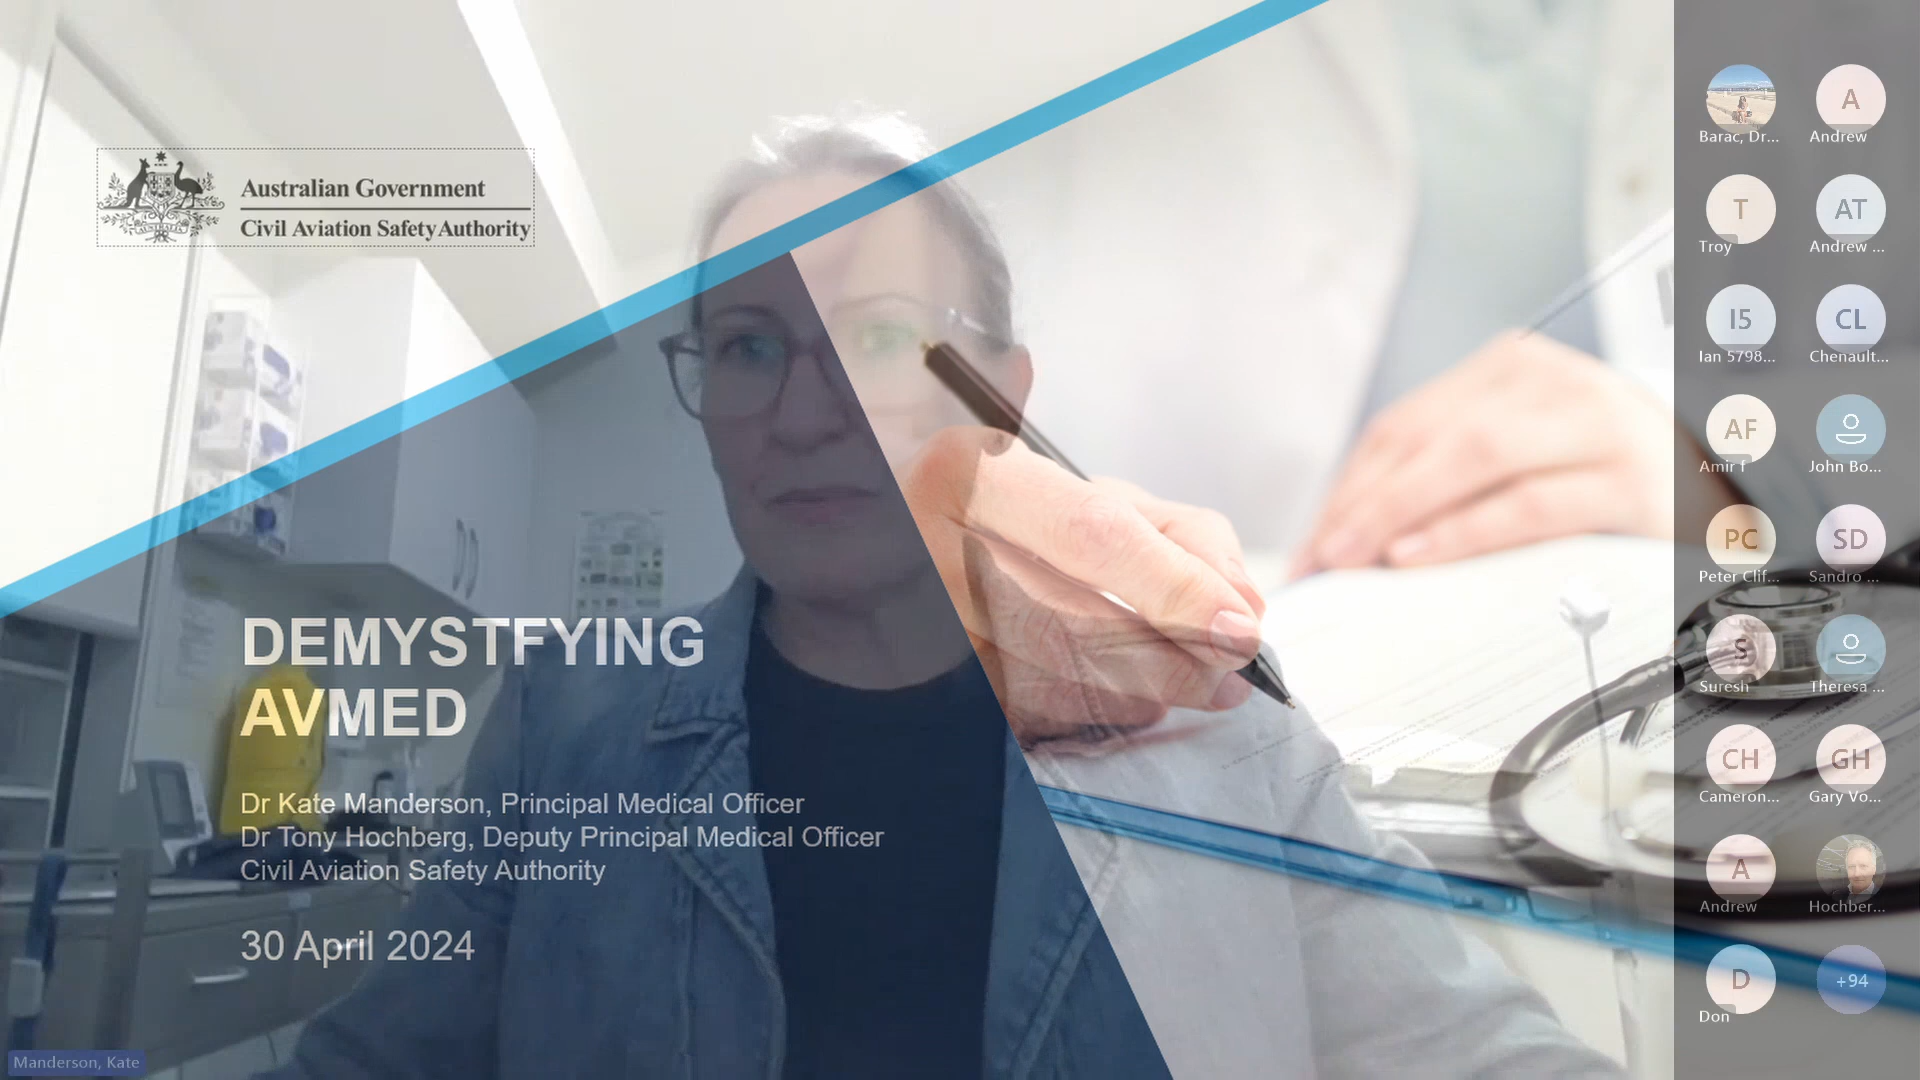 Australian Government
Civil Aviation Safety Authority
DEMYSTFYING
AVMED
Dr Kate Manderson, Principal Medical Officer
Dr Tony Hochberg, Deputy Principal Medical Officer
Civil Aviation Safety Authority
30 April 2024
Manderson, Kate
Barac, Dr...
A
Andrew
T
Troy
AT
Andrew ...
I5
Ian 5798...
CL
Chenault...
AF
Amir f
John Bo...
PC
Peter Clif...
SD
Sandro ...
S
Suresh
Theresa ...
CH
Cameron...
GH
Gary Vo...
A
Andrew
Hochber...
D
Don
+94